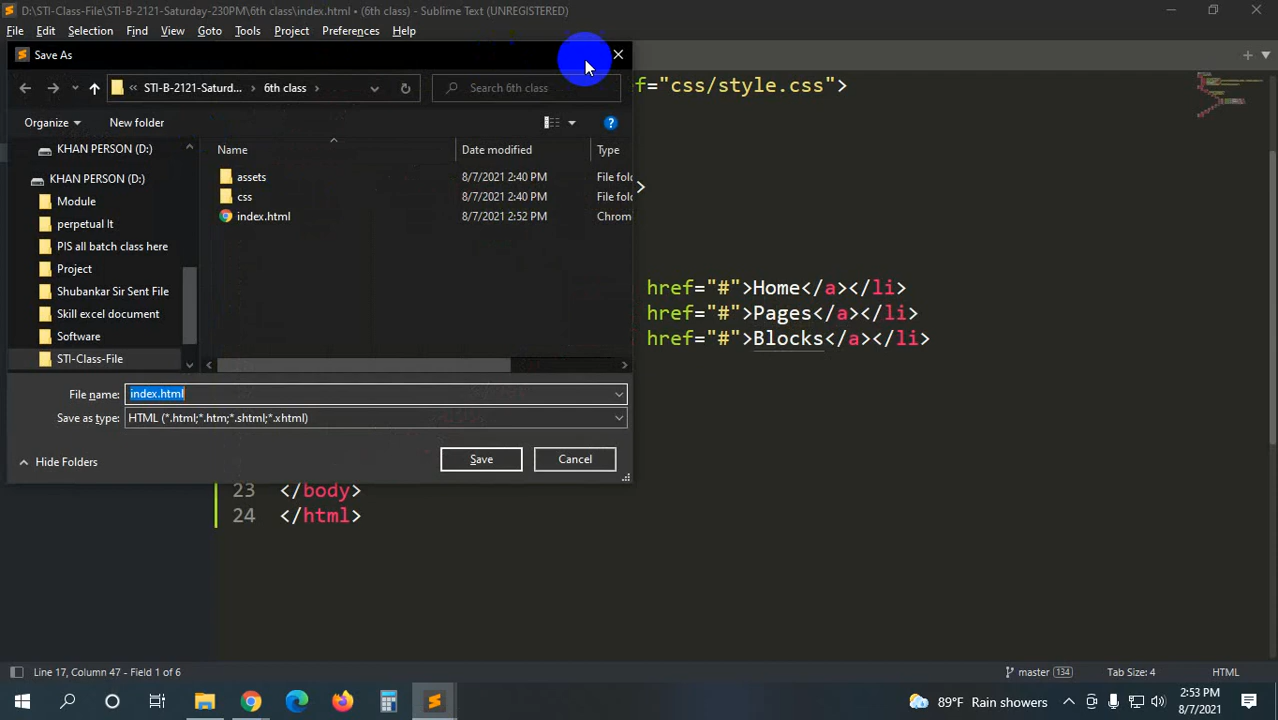 D:\STI-Class-File\STI-B-2121-Saturday-230PM\6th class\index.html • (6th class) - Sublime Text (UNREGISTERED)
File Edit Selection Find View Goto Tools Project Preferences Help
Save As
ef="css/style.css">
« STI-B-2121-Saturd... > 6th class >
Search 6th class
Organize
New folder
KHAN PERSON (D:)
Name
Date modified
Type
KHAN PERSON (D:)
assets 8/7/2021 2:40 PM File fold
>
Module
css 8/7/2021 2:40 PM File fold
perpetual It
index.html 8/7/2021 2:52 PM Chrom
PIS all batch class here
Project
Shubankar Sir Sent File
href="#">Home</a></li>
Skill excel document
href="#">Pages</a></li>
Software
href="#">Blocks</a></li>
STI-Class-File
File name: index.html
Save as type: HTML (*.html;*.htm;*.shtml;*.xhtml)
Hide Folders
Save
Cancel
23 </body>
24 </html>
Line 17, Column 47 - Field 1 of 6
master 134
Tab Size: 4
HTML
89°F Rain showers
2:53 PM
8/7/2021